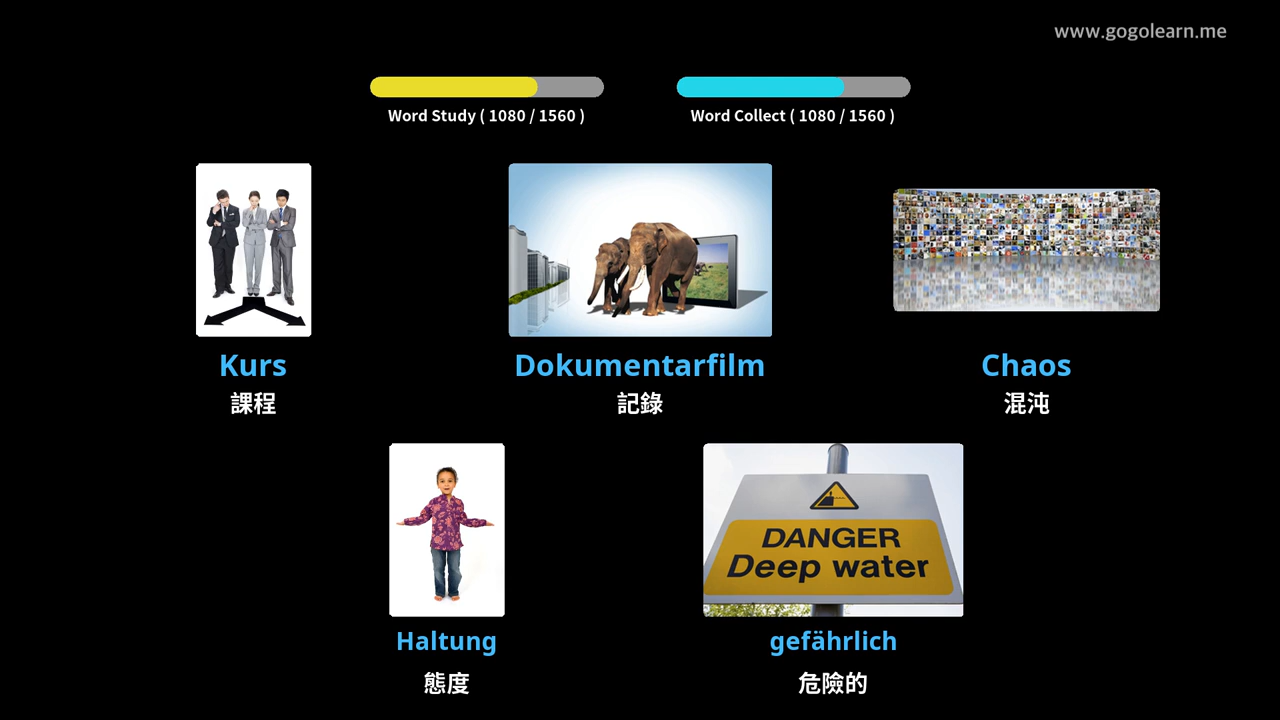 www.gogolearn.me
Word Study ( 1080 / 1560 )
Word Collect ( 1080 / 1560 )
Kurs
課程
Dokumentarfilm
記錄
Chaos
混沌
DANGER
Deep water
Haltung
態度
gefährlich
危險的